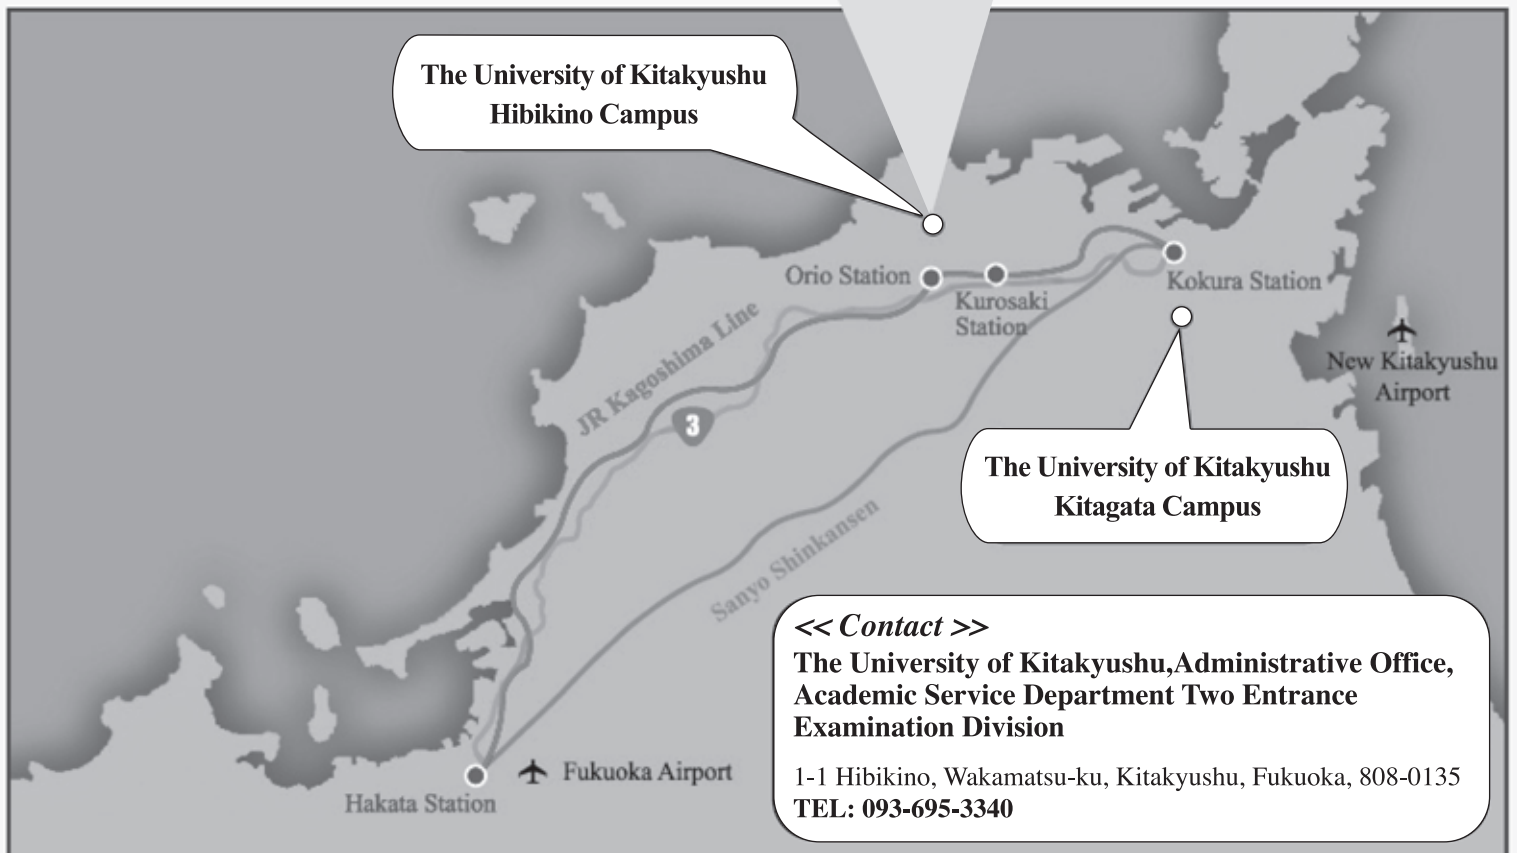 The University of Kitakyushu
Hibikino Campus
Orio Station
Kurosaki
Station
Kokura Station
New Kitakyushu
Airport
JR Kagoshima Line
3
The University of Kitakyushu
Kitagata Campus
Sanyo Shinkansen
Fukuoka Airport
Hakata Station
<< Contact >>
The University of Kitakyushu,Administrative Office,
Academic Service Department Two Entrance
Examination Division
1-1 Hibikino, Wakamatsu-ku, Kitakyushu, Fukuoka, 808-0135
TEL: 093-695-3340